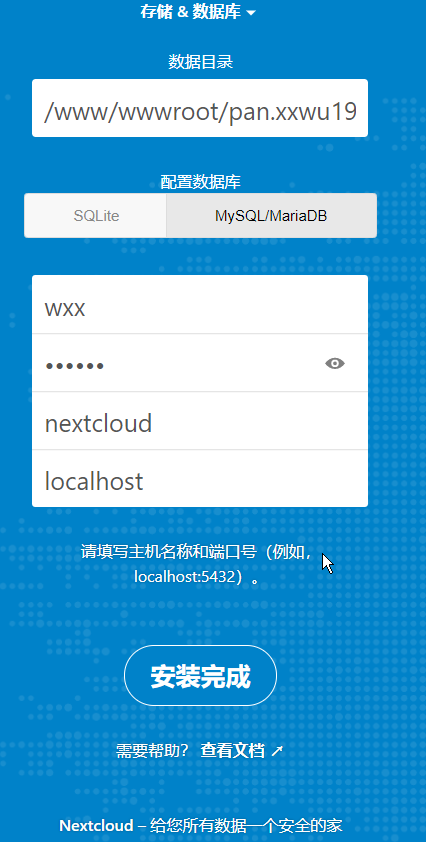 存储 & 数据库
数据目录
/www/wwwroot/pan.xxwu19
配置数据库
SQLite
MySQL/MariaDB
wxx
••••••
nextcloud
localhost
请填写主机名称和端口号（例如，
localhost:5432）。
安装完成
需要帮助？ 查看文档 ↗
Nextcloud – 给您所有数据一个安全的家